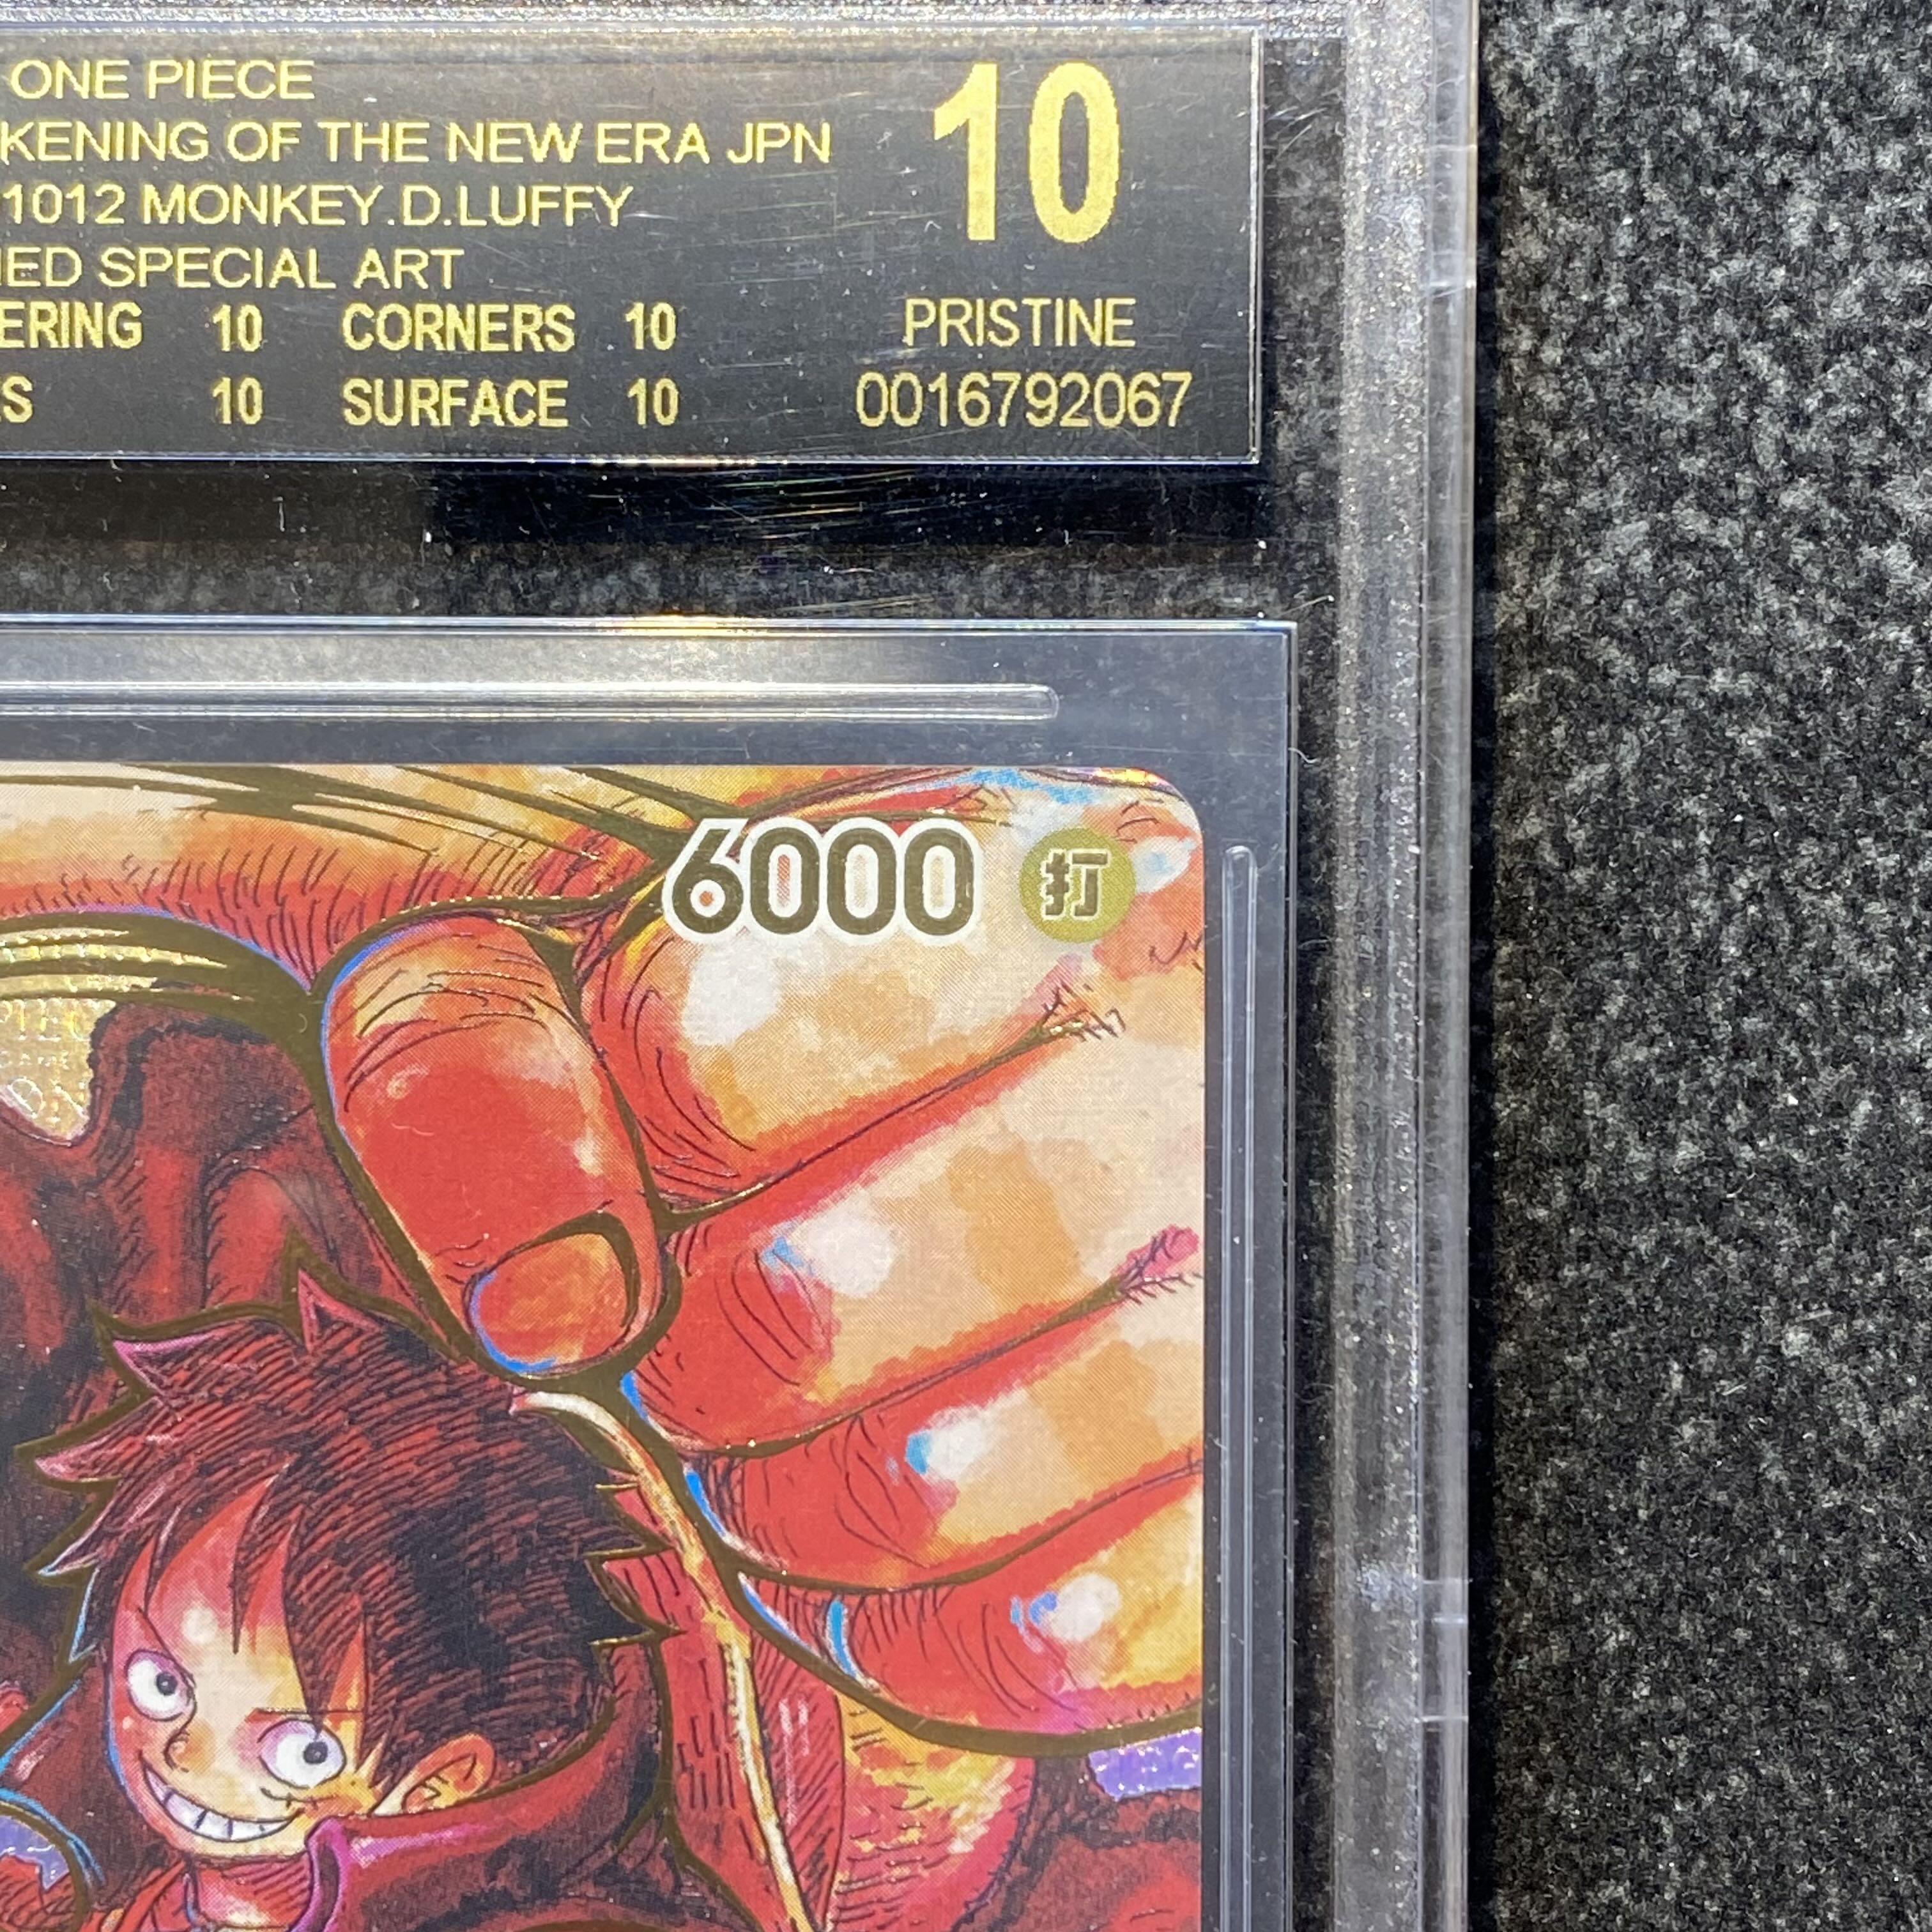 ONE PIECE
KENING OF THE NEW ERA JPN
1012 MONKEY.D.LUFFY
ED SPECIAL ART
10
ERING 10 CORNERS 10
S 10 SURFACE 10
PRISTINE
0016792067
6000 打